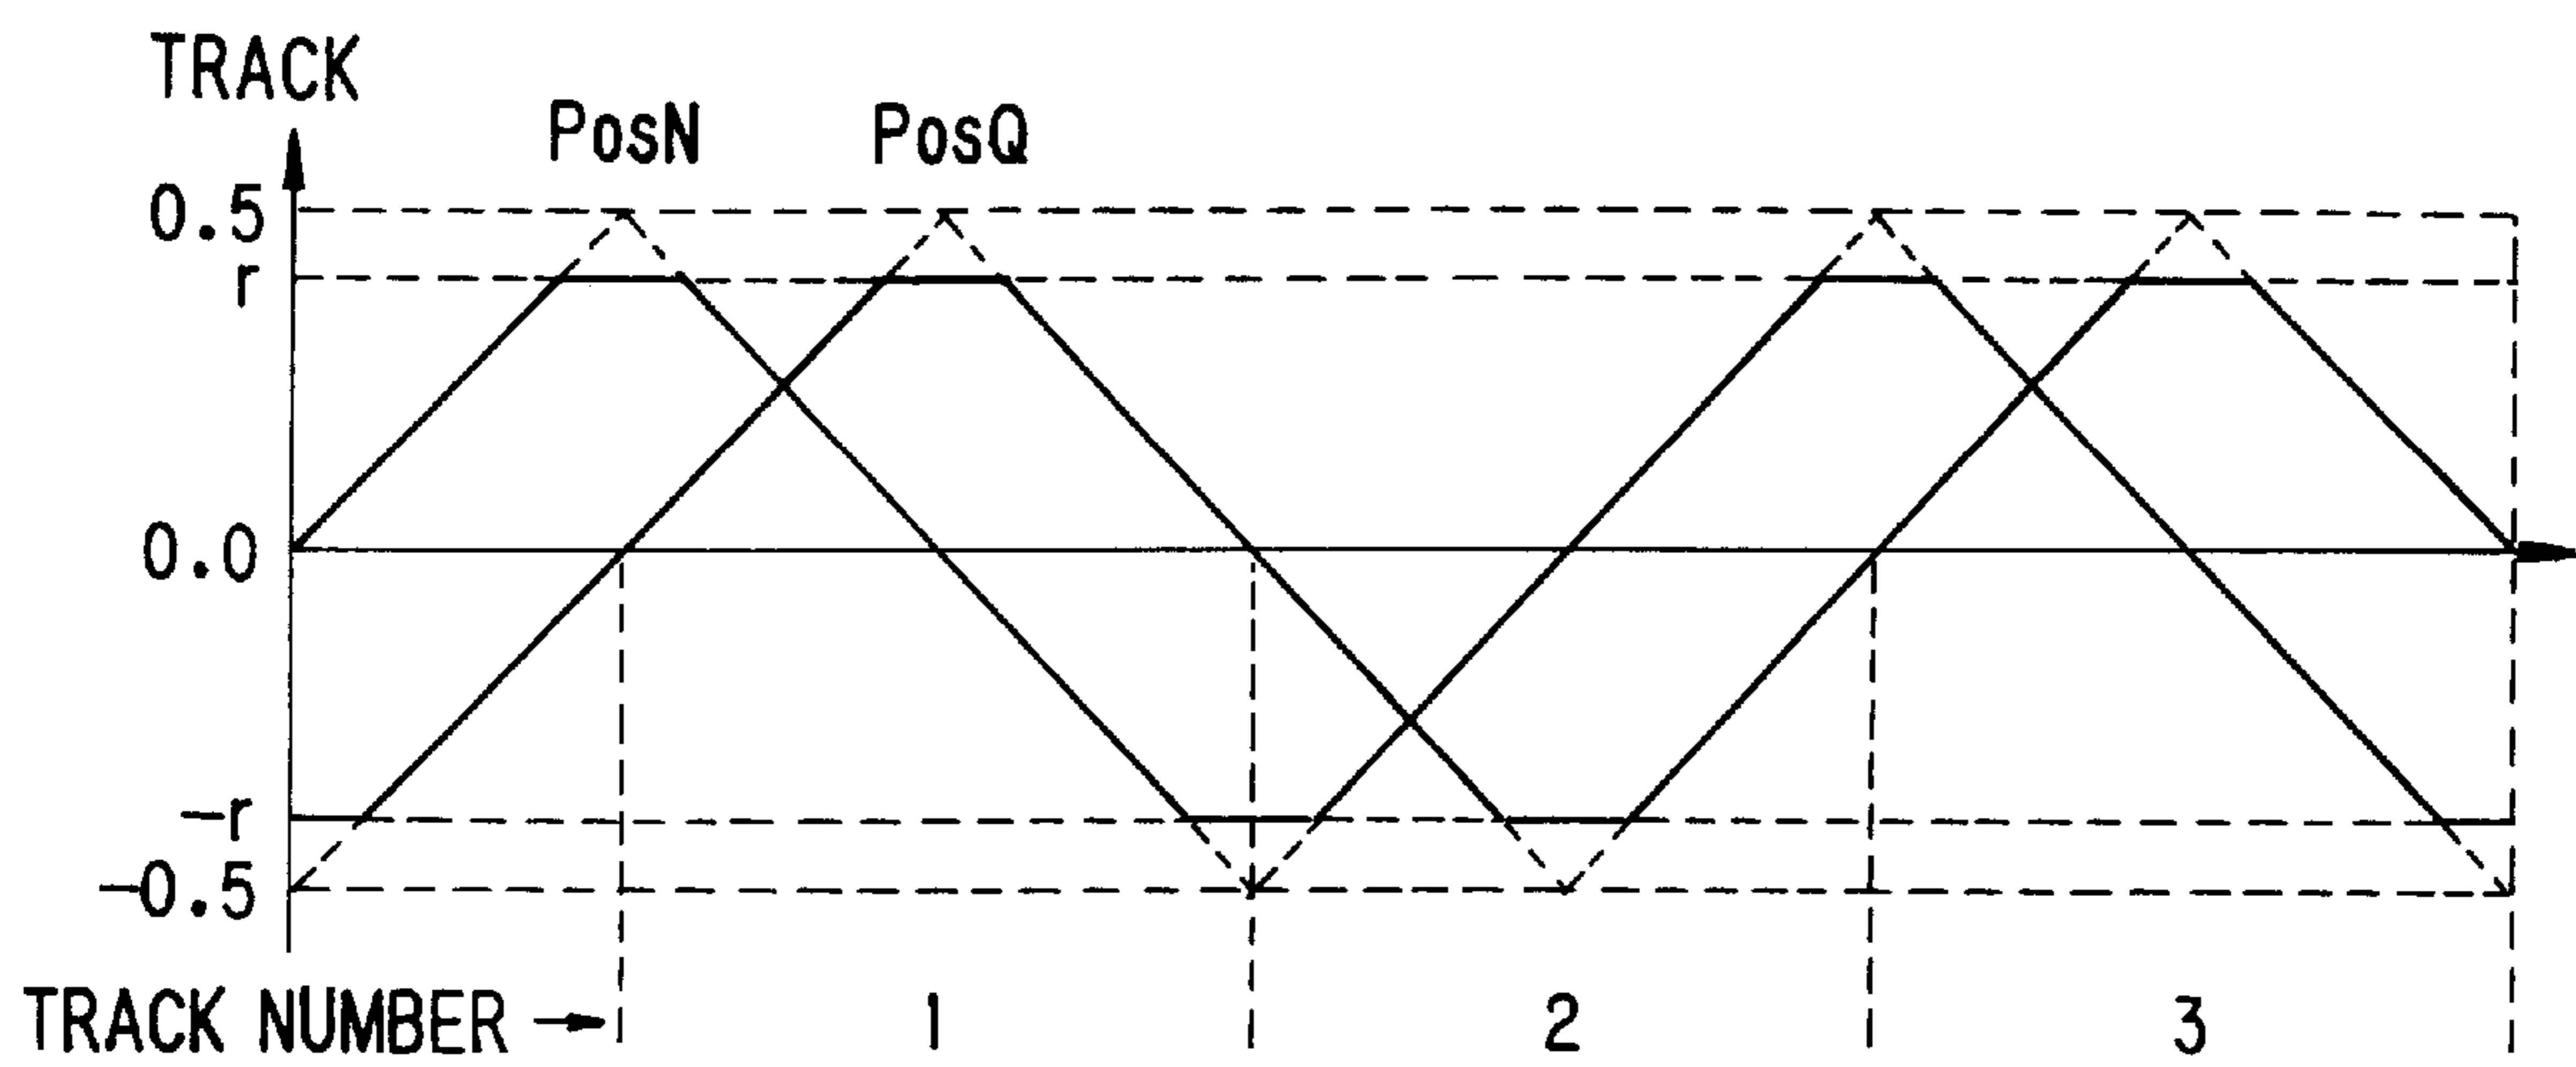 TRACK
PosN PosQ
0.5
r
0.0
-r
-0.5
TRACK NUMBER → 1 2 3